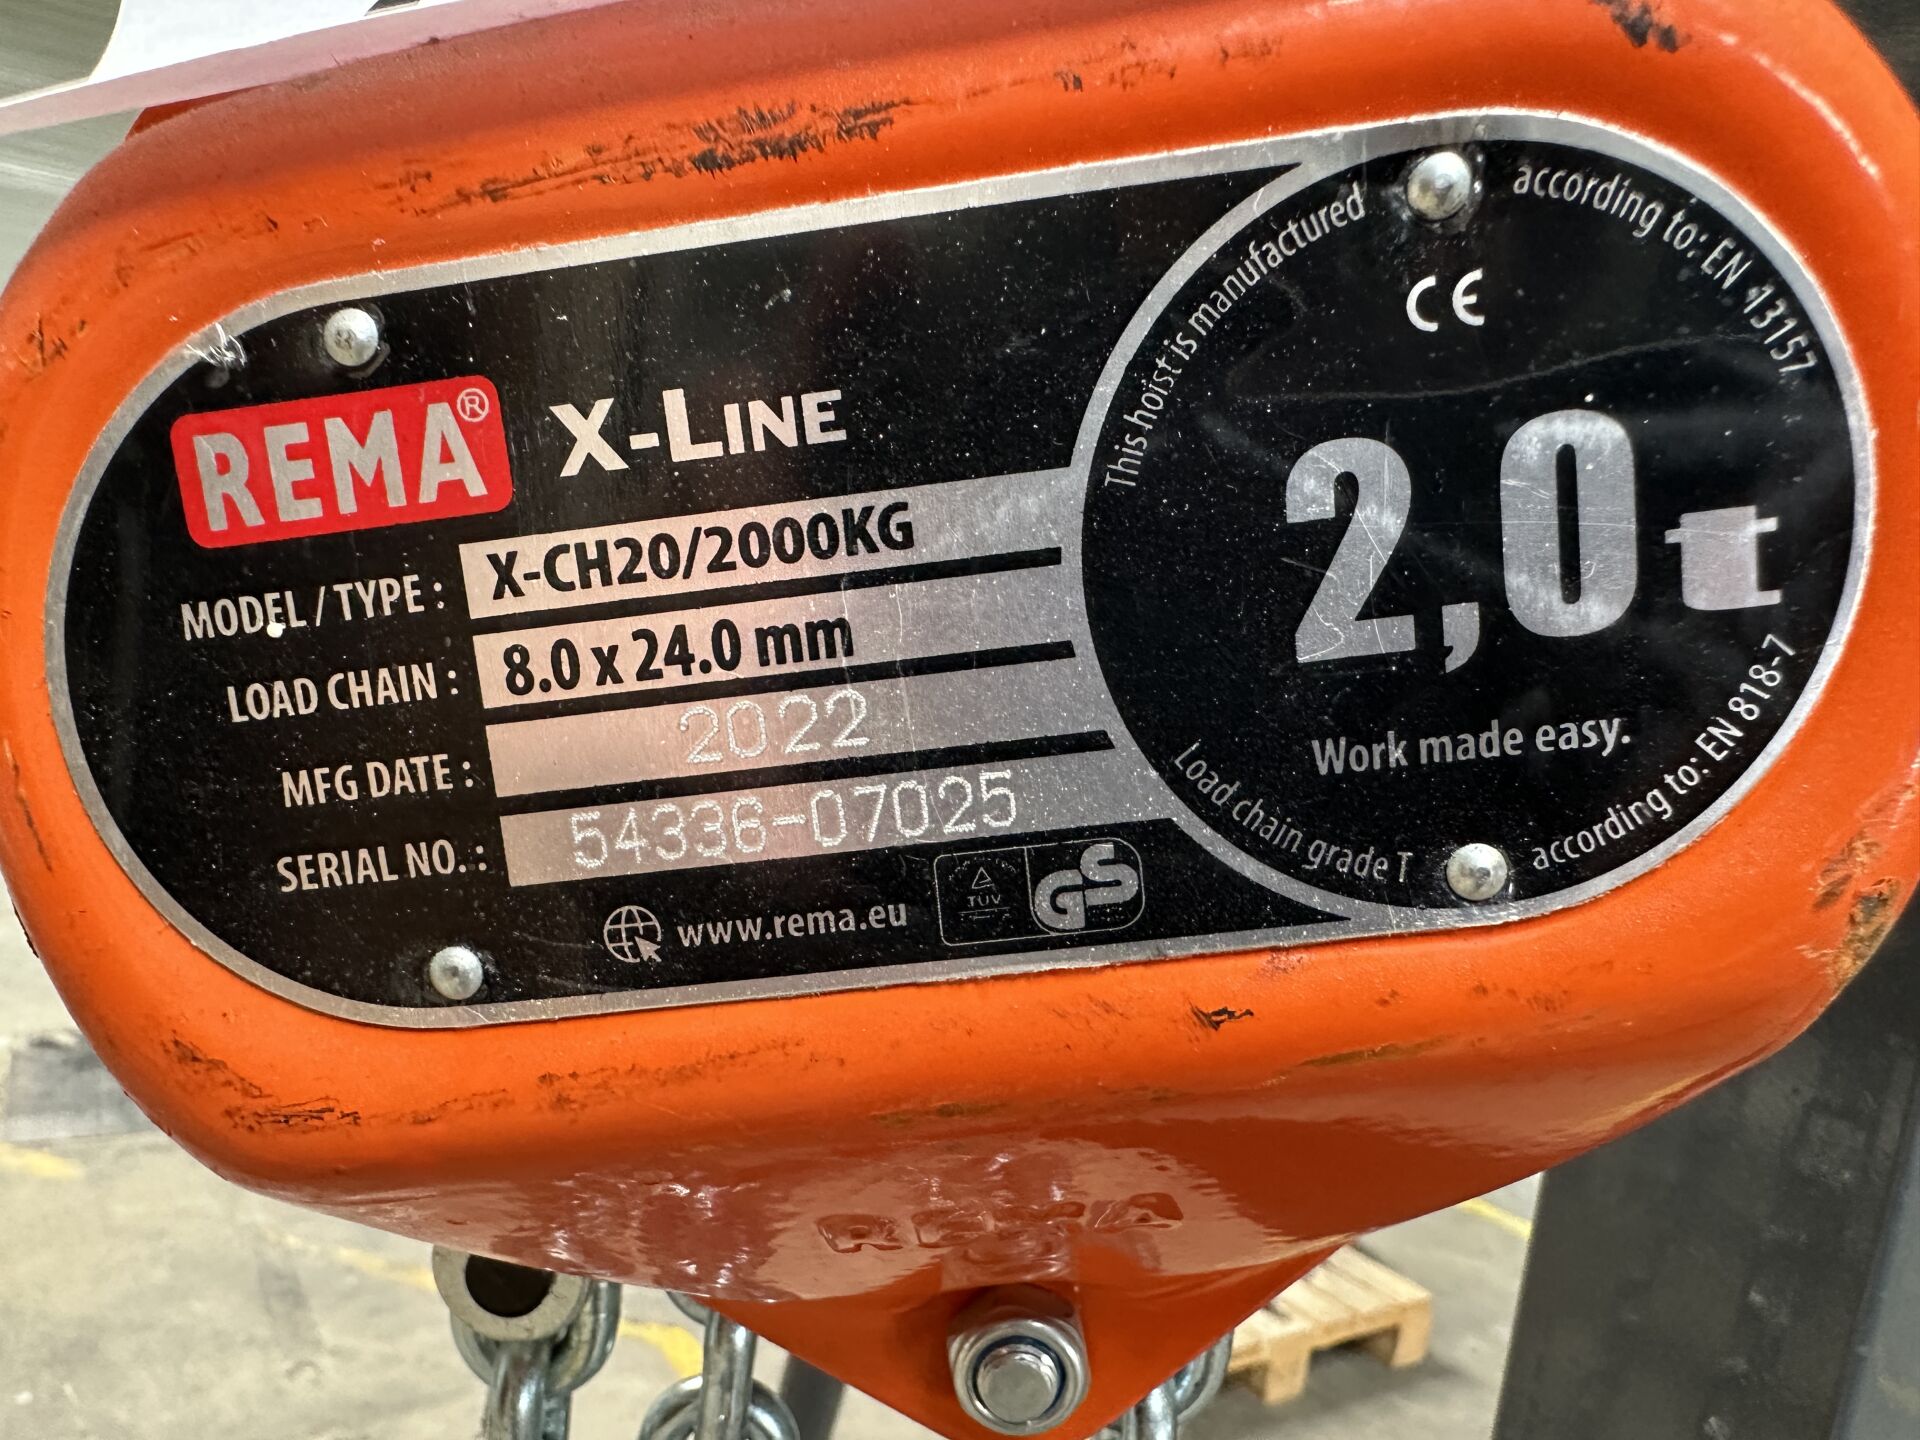 REMA®
X-LINE
MODEL / TYPE : X-CH20/2000KG
LOAD CHAIN : 8.0 x 24.0 mm
MFG DATE : 2022
SERIAL NO. : 54336-07025
www.rema.eu
TÜV
GS
This hoist is manufactured according to: EN 13157
CE
2,0 t
Work made easy.
Load chain grade T according to: EN 818-7
REMA